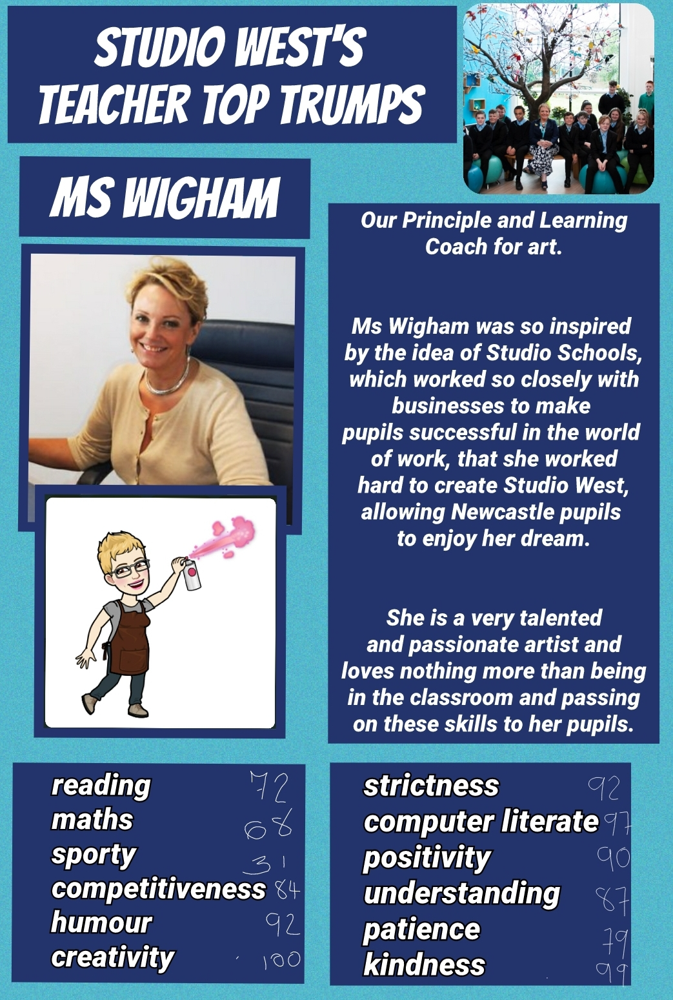 STUDIO WEST'S
TEACHER TOP TRUMPS
MS WIGHAM
Our Principle and Learning
Coach for art.
Ms Wigham was so inspired
by the idea of Studio Schools,
which worked so closely with
businesses to make
pupils successful in the world
of work, that she worked
hard to create Studio West,
allowing Newcastle pupils
to enjoy her dream.
She is a very talented
and passionate artist and
loves nothing more than being
in the classroom and passing
on these skills to her pupils.
reading 72
maths 68
sporty 31
competitiveness 84
humour 92
creativity 100
strictness 92
computer literate 97
positivity 90
understanding 87
patience 79
kindness 99